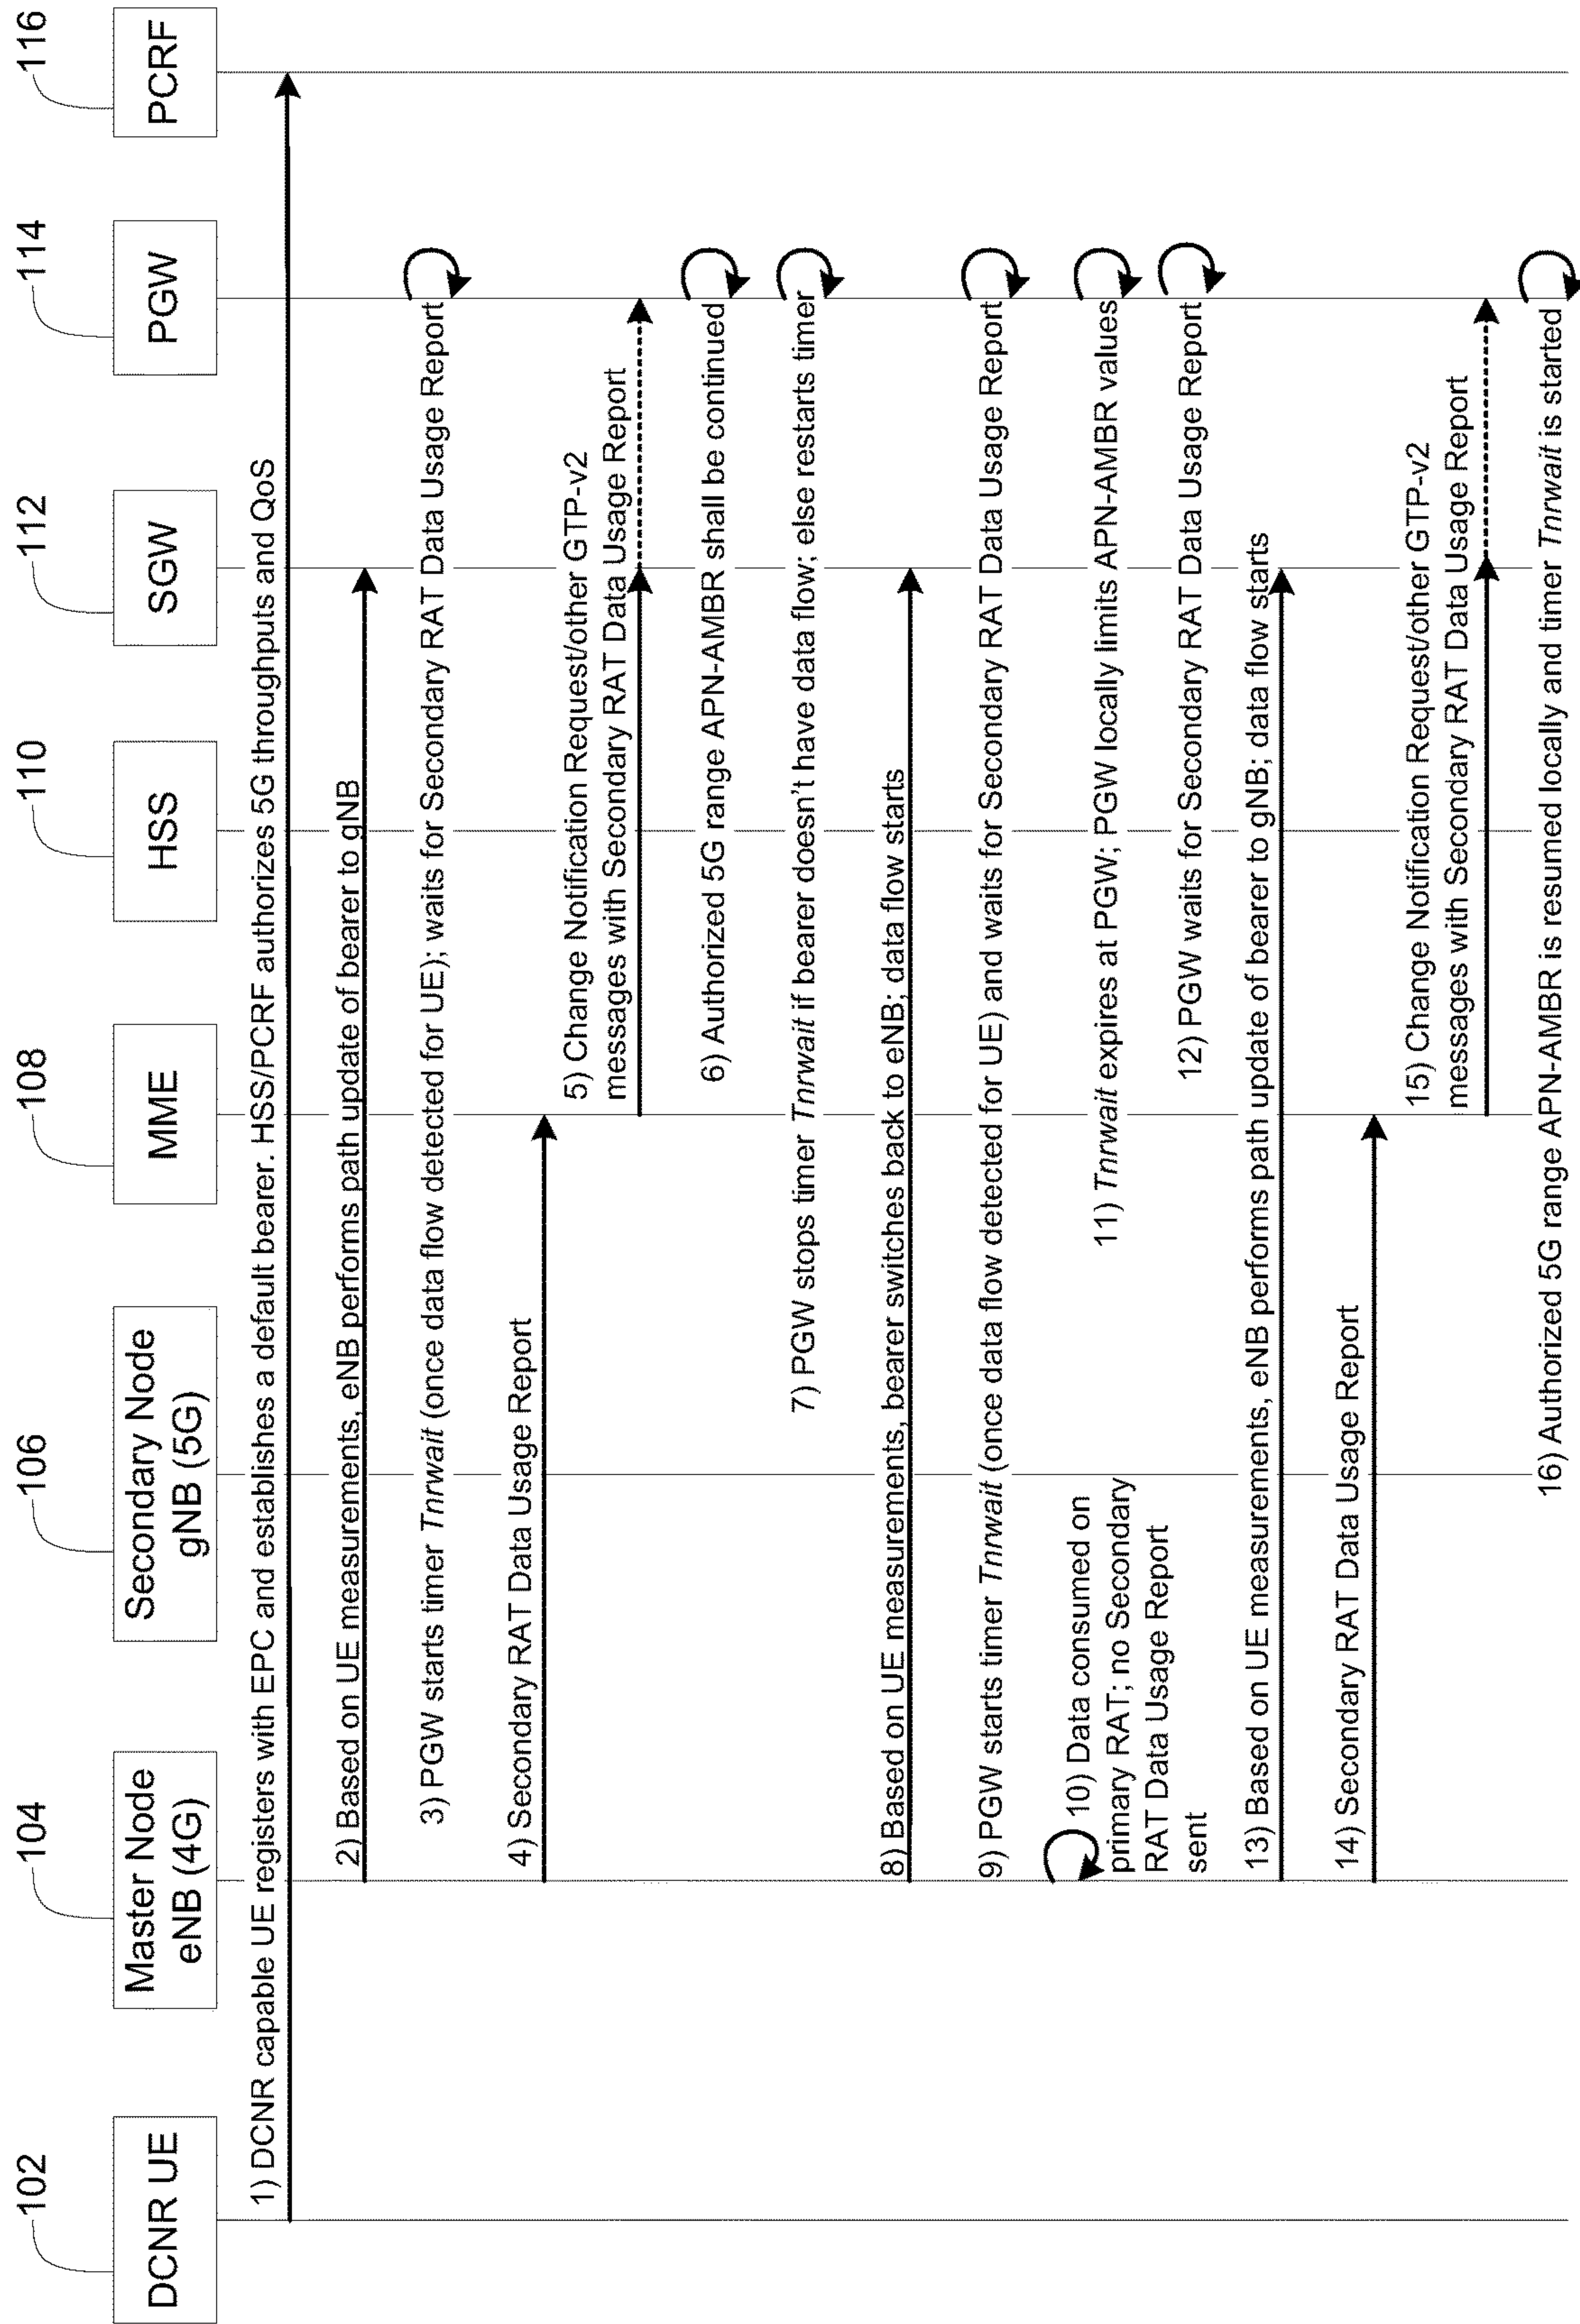 102
104
106
108
110
112
114
116
DCNR UE
Master Node
eNB (4G)
Secondary Node
gNB (5G)
MME
HSS
SGW
PGW
PCRF
1) DCNR capable UE registers with EPC and establishes a default bearer. HSS/PCRF authorizes 5G throughputs and QoS
2) Based on UE measurements, eNB performs path update of bearer to gNB
3) PGW starts timer Tnrwait (once data flow detected for UE); waits for Secondary RAT Data Usage Report
4) Secondary RAT Data Usage Report
5) Change Notification Request/other GTP-v2
messages with Secondary RAT Data Usage Report
6) Authorized 5G range APN-AMBR shall be continued
7) PGW stops timer Tnrwait if bearer doesn't have data flow; else restarts timer
8) Based on UE measurements, bearer switches back to eNB; data flow starts
9) PGW starts timer Tnrwait (once data flow detected for UE) and waits for Secondary RAT Data Usage Report
10) Data consumed on
primary RAT; no Secondary
RAT Data Usage Report
sent
11) Tnrwait expires at PGW; PGW locally limits APN-AMBR values
12) PGW waits for Secondary RAT Data Usage Report
13) Based on UE measurements, eNB performs path update of bearer to gNB; data flow starts
14) Secondary RAT Data Usage Report
15) Change Notification Request/other GTP-v2
messages with Secondary RAT Data Usage Report
16) Authorized 5G range APN-AMBR is resumed locally and timer Tnrwait is started